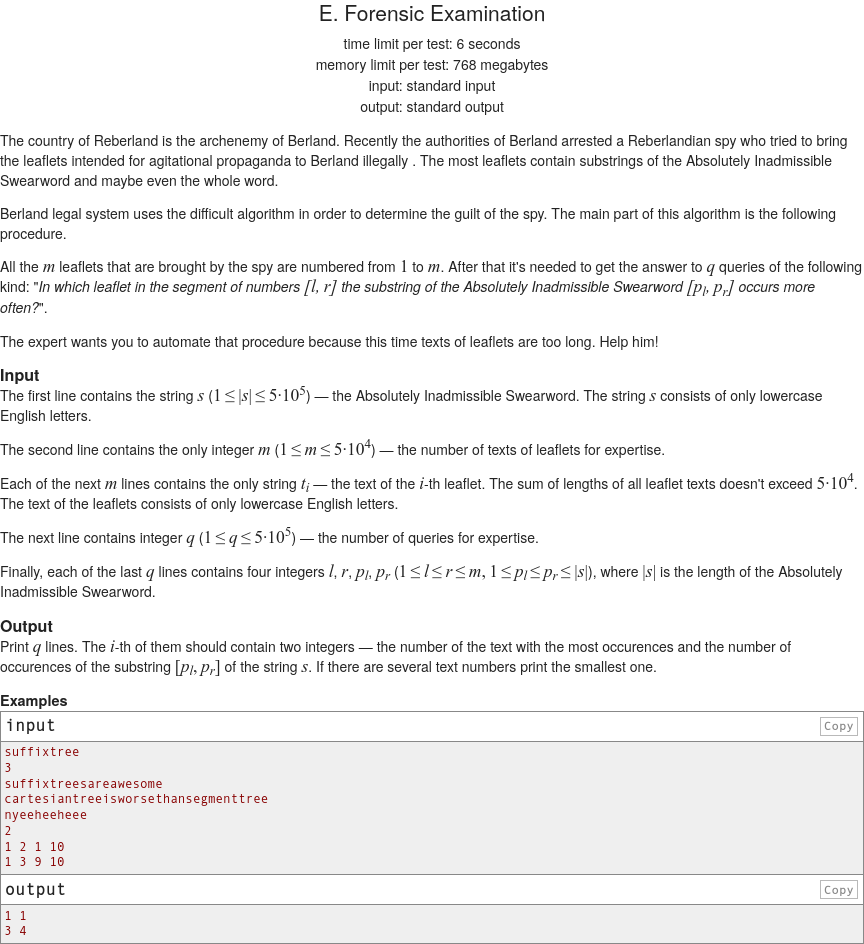 E. Forensic Examination
time limit per test: 6 seconds
memory limit per test: 768 megabytes
input: standard input
output: standard output
The country of Reberland is the archenemy of Berland. Recently the authorities of Berland arrested a Reberlandian spy who tried to bring
the leaflets intended for agitational propaganda to Berland illegally . The most leaflets contain substrings of the Absolutely Inadmissible
Swearword and maybe even the whole word.
Berland legal system uses the difficult algorithm in order to determine the guilt of the spy. The main part of this algorithm is the following
procedure.
All the m leaflets that are brought by the spy are numbered from 1 to m. After that it's needed to get the answer to q queries of the following
kind: "In which leaflet in the segment of numbers [l, r] the substring of the Absolutely Inadmissible Swearword [p_l, p_r] occurs more
often?".
The expert wants you to automate that procedure because this time texts of leaflets are too long. Help him!
Input
The first line contains the string s (1 ≤ |s| ≤ 5·10^5) — the Absolutely Inadmissible Swearword. The string s consists of only lowercase
English letters.
The second line contains the only integer m (1 ≤ m ≤ 5·10^4) — the number of texts of leaflets for expertise.
Each of the next m lines contains the only string t_i — the text of the i-th leaflet. The sum of lengths of all leaflet texts doesn't exceed 5·10^4.
The text of the leaflets consists of only lowercase English letters.
The next line contains integer q (1 ≤ q ≤ 5·10^5) — the number of queries for expertise.
Finally, each of the last q lines contains four integers l, r, p_l, p_r (1 ≤ l ≤ r ≤ m, 1 ≤ p_l ≤ p_r ≤ |s|), where |s| is the length of the Absolutely
Inadmissible Swearword.
Output
Print q lines. The i-th of them should contain two integers — the number of the text with the most occurences and the number of
occurences of the substring [p_l, p_r] of the string s. If there are several text numbers print the smallest one.
Examples
input Copy
suffixtree
3
suffixtreesareawesome
cartesiantreeisworsethansegmenttree
nyeeheeheee
2
1 2 1 10
1 3 9 10
output Copy
1 1
3 4